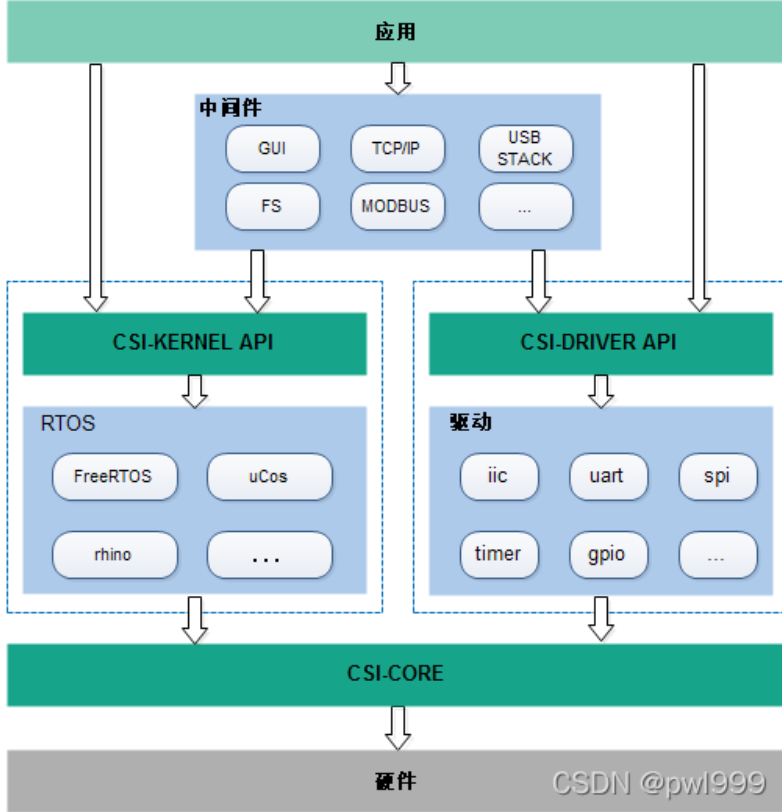 应用
中间件
GUI
TCP/IP
USB
STACK
FS
MODBUS
...
CSI-KERNEL API
CSI-DRIVER API
RTOS
FreeRTOS
uCos
rhino
...
驱动
iic
uart
spi
timer
gpio
...
CSI-CORE
硬件
CSDN @pwl999